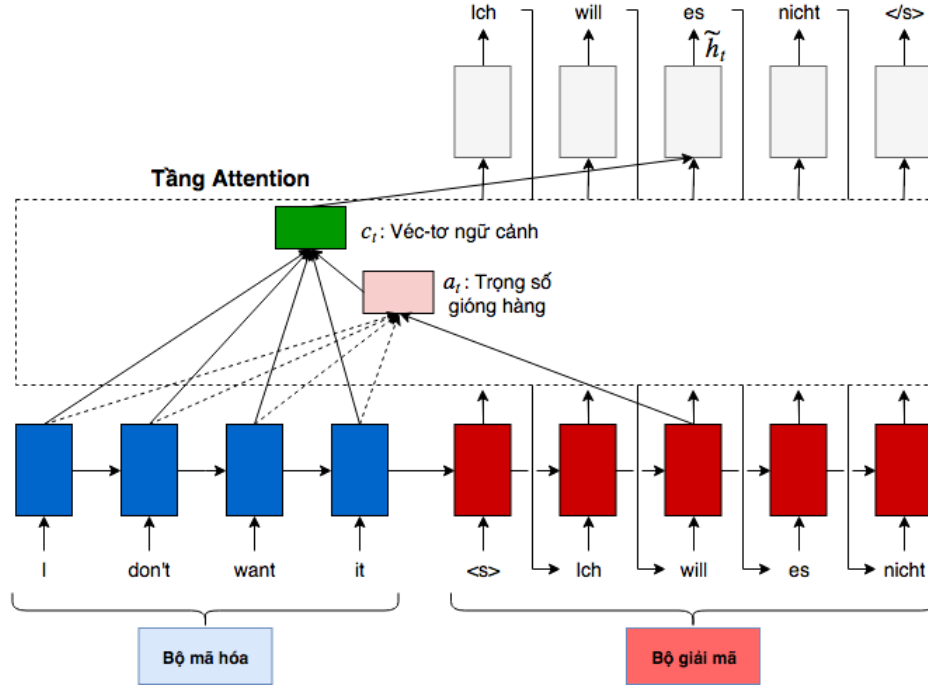 Ich will es nicht </s>
h̃ₜ
Tầng Attention
cₜ : Véc-tơ ngữ cảnh
aₜ : Trọng số
gióng hàng
I don't want it <s> Ich will es nicht
Bộ mã hóa Bộ giải mã